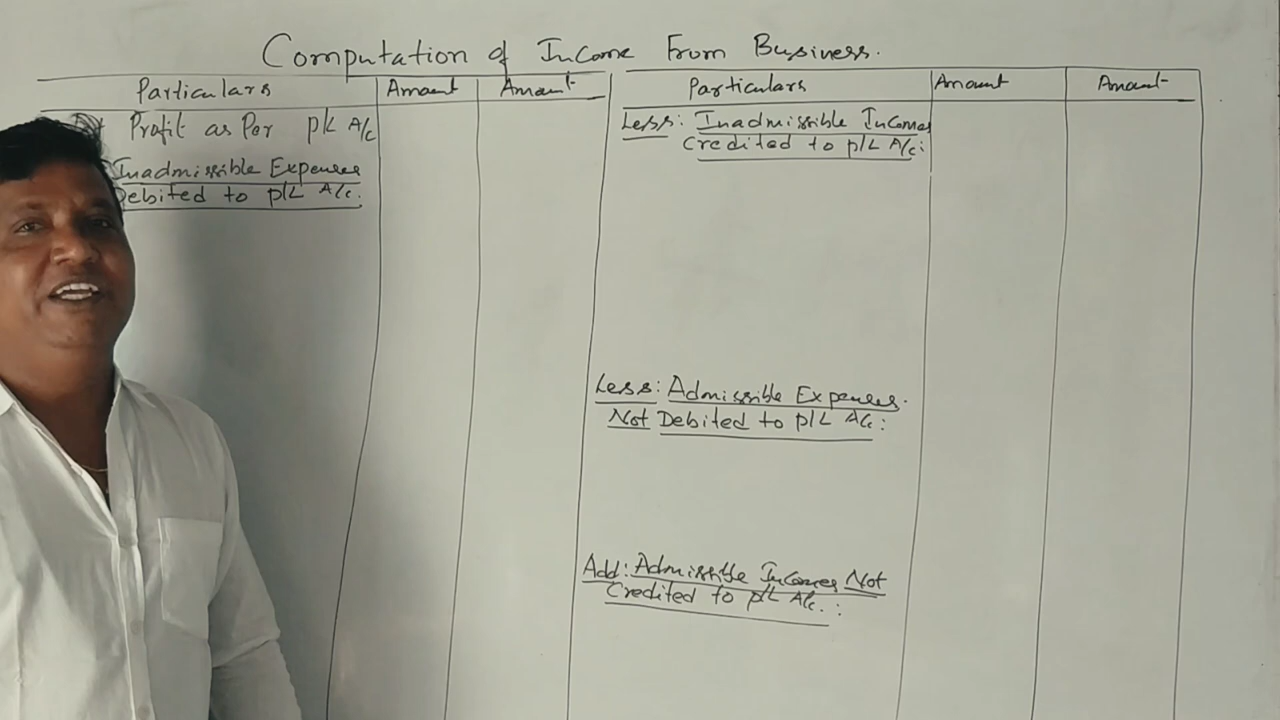 Computation of Income From Business.
Particulars Amount Amount
Profit as Per P/L A/c
Inadmissible Expenses
Debited to P/L A/c.
Particulars Amount Amount
Less: Inadmissible Incomes
Credited to P/L A/c:
Less: Admissible Expenses.
Not Debited to P/L A/c:
Add: Admissible Incomes Not
Credited to P/L A/c.: